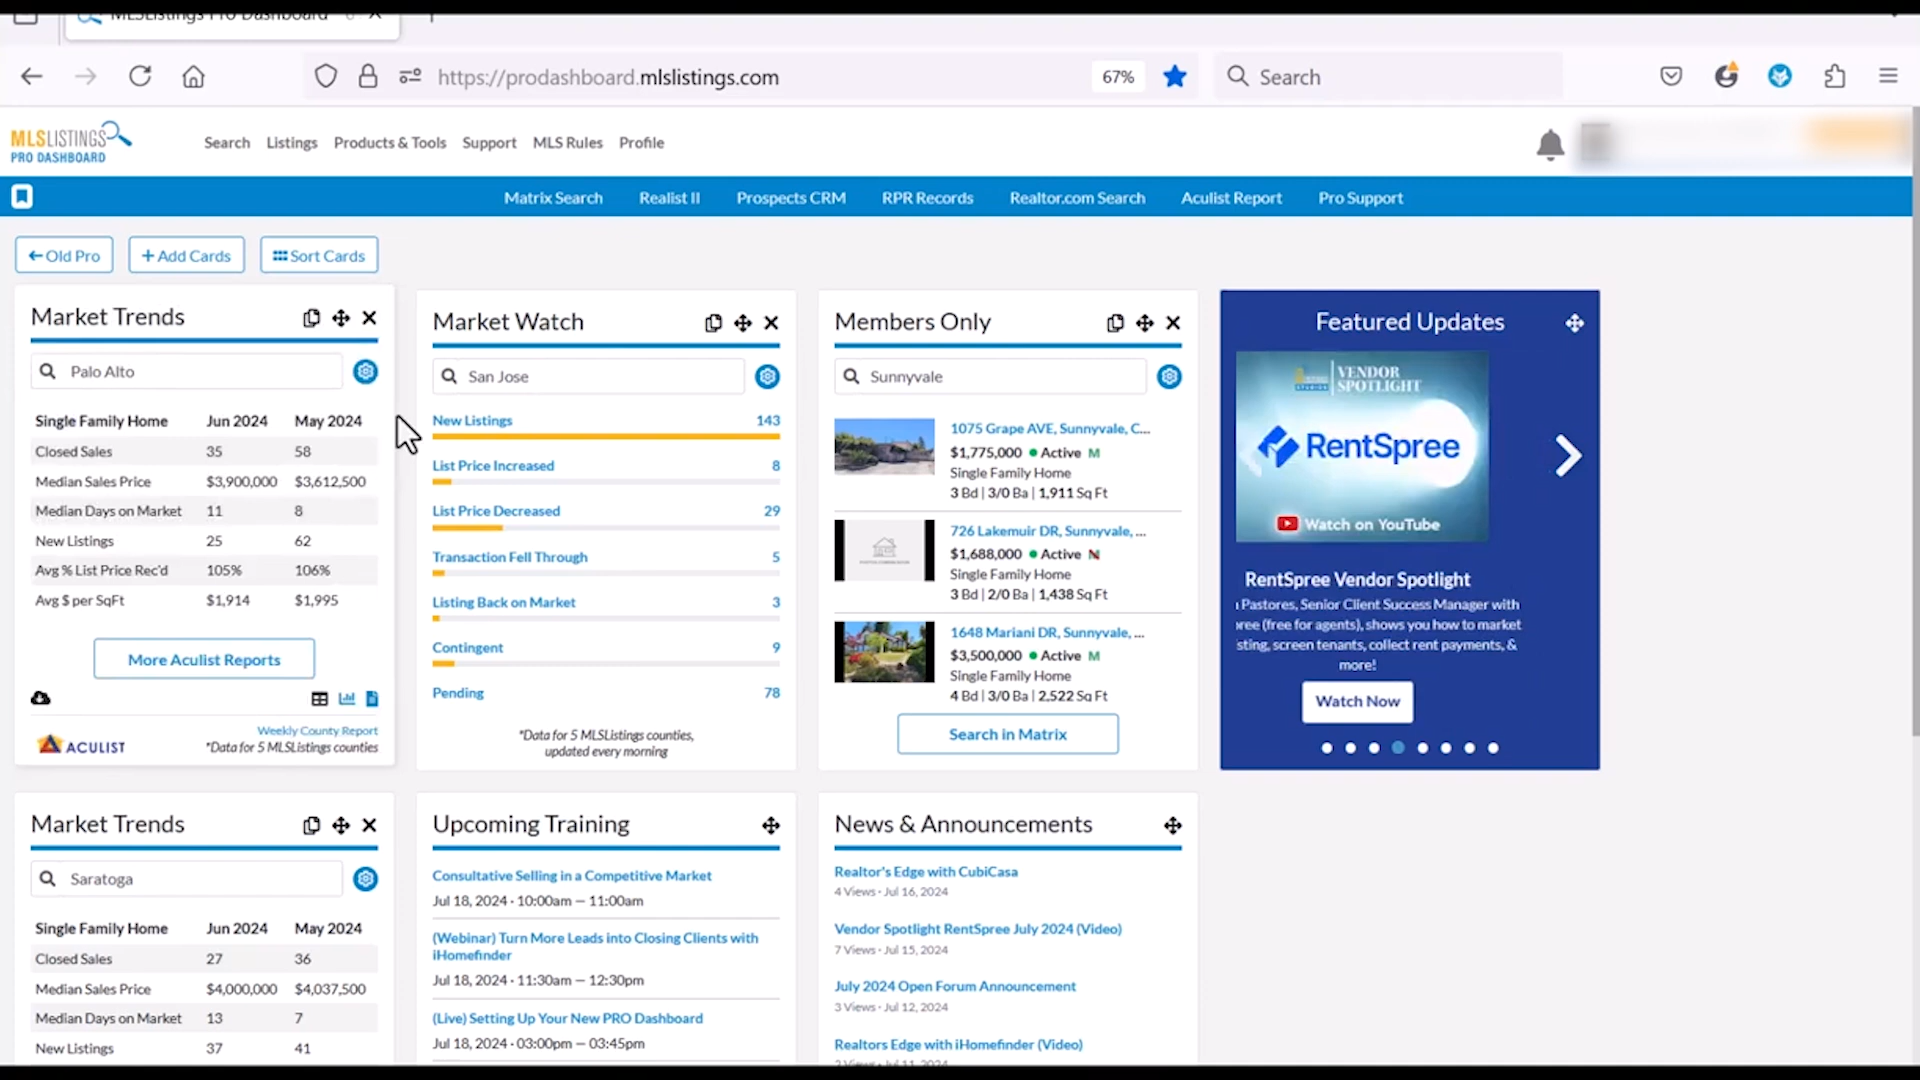 MLSListings Pro Dashboard
https://prodashboard.mlslistings.com
67%
Search
MLSLISTINGS
PRO DASHBOARD
Search
Listings
Products & Tools
Support
MLS Rules
Profile
Matrix Search
Realist II
Prospects CRM
RPR Records
Realtor.com Search
Aculist Report
Pro Support
Old Pro
+ Add Cards
Sort Cards
Market Trends
Palo Alto
Single Family Home Jun 2024 May 2024
Closed Sales 35 58
Median Sales Price $3,900,000 $3,612,500
Median Days on Market 11 8
New Listings 25 62
Avg % List Price Rec'd 105% 106%
Avg $ per SqFt $1,914 $1,995
More Aculist Reports
Weekly County Report
ACULIST
*Data for 5 MLSListings counties
Market Watch
San Jose
New Listings 143
List Price Increased 8
List Price Decreased 29
Transaction Fell Through 5
Listing Back on Market 3
Contingent 9
Pending 78
*Data for 5 MLSListings counties,
updated every morning
Members Only
Sunnyvale
1075 Grape AVE, Sunnyvale, C...
$1,775,000 Active M
Single Family Home
3 Bd | 3/0 Ba | 1,911 Sq Ft
726 Lakemuir DR, Sunnyvale, ...
$1,688,000 Active N
Single Family Home
3 Bd | 2/0 Ba | 1,438 Sq Ft
1648 Mariani DR, Sunnyvale, ...
$3,500,000 Active M
Single Family Home
4 Bd | 3/0 Ba | 2,522 Sq Ft
Search in Matrix
Featured Updates
VENDOR
SPOTLIGHT
RentSpree
Watch on YouTube
RentSpree Vendor Spotlight
Pastores, Senior Client Success Manager with
ree (free for agents), shows you how to market
sting, screen tenants, collect rent payments, &
more!
Watch Now
Market Trends
Saratoga
Single Family Home Jun 2024 May 2024
Closed Sales 27 36
Median Sales Price $4,000,000 $4,037,500
Median Days on Market 13 7
New Listings 37 41
Upcoming Training
Consultative Selling in a Competitive Market
Jul 18, 2024 · 10:00am — 11:00am
(Webinar) Turn More Leads into Closing Clients with
iHomefinder
Jul 18, 2024 · 11:30am — 12:30pm
(Live) Setting Up Your New PRO Dashboard
Jul 18, 2024 · 03:00pm — 03:45pm
News & Announcements
Realtor's Edge with CubiCasa
4 Views · Jul 16, 2024
Vendor Spotlight RentSpree July 2024 (Video)
7 Views · Jul 15, 2024
July 2024 Open Forum Announcement
3 Views · Jul 12, 2024
Realtors Edge with iHomefinder (Video)